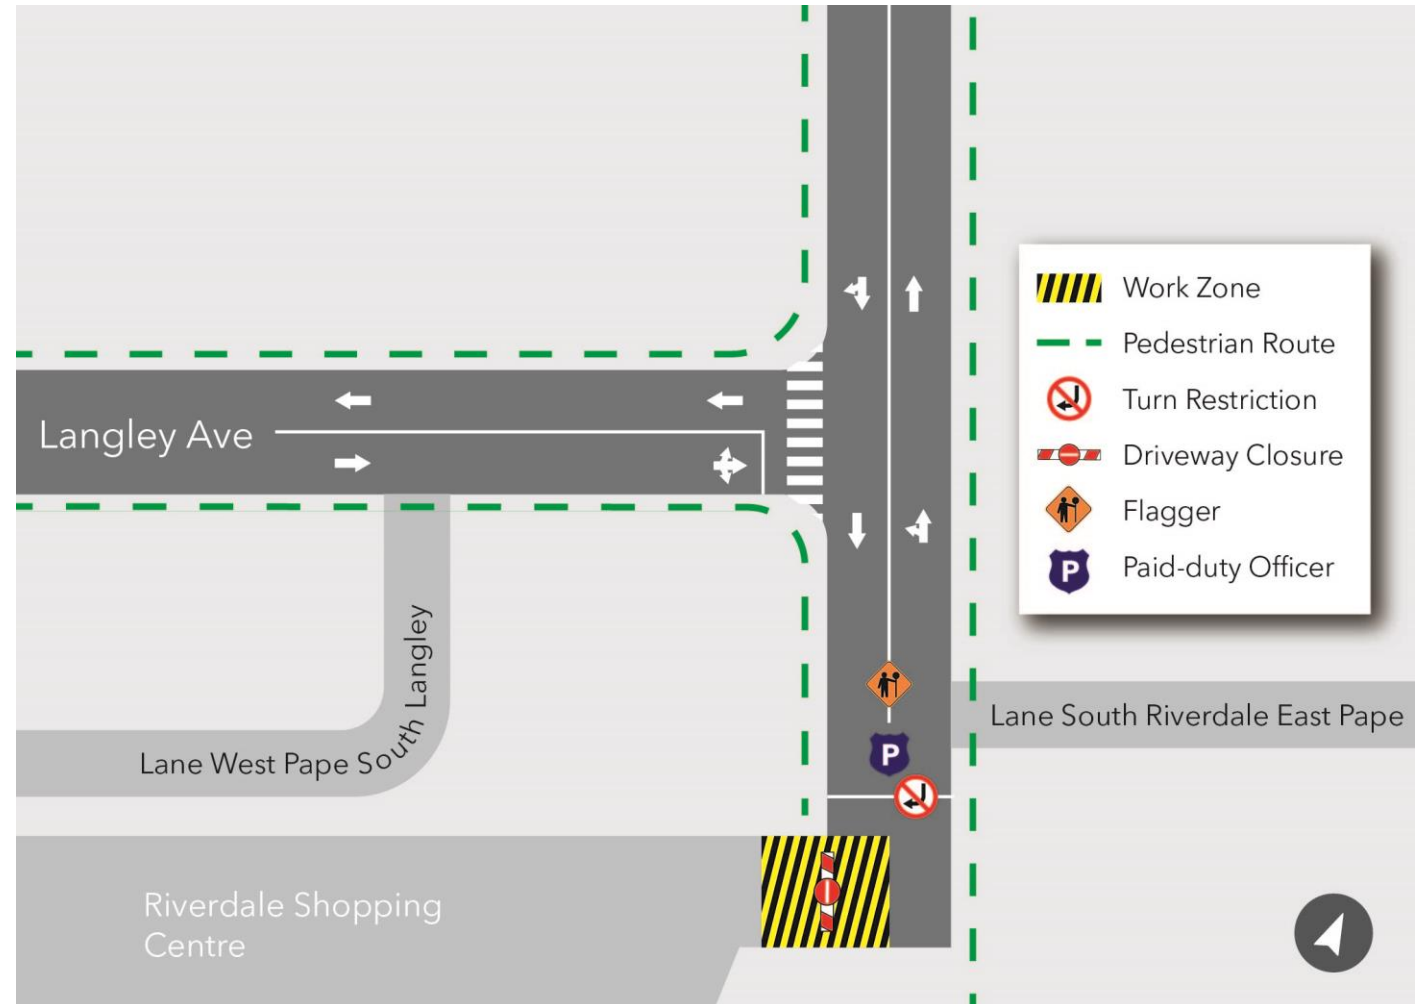 Langley Ave
Work Zone
Pedestrian Route
Turn Restriction
Driveway Closure
Flagger
P
Paid-duty Officer
P
Lane South Riverdale East Pape
Lane West Pape South Langley
Riverdale Shopping
Centre